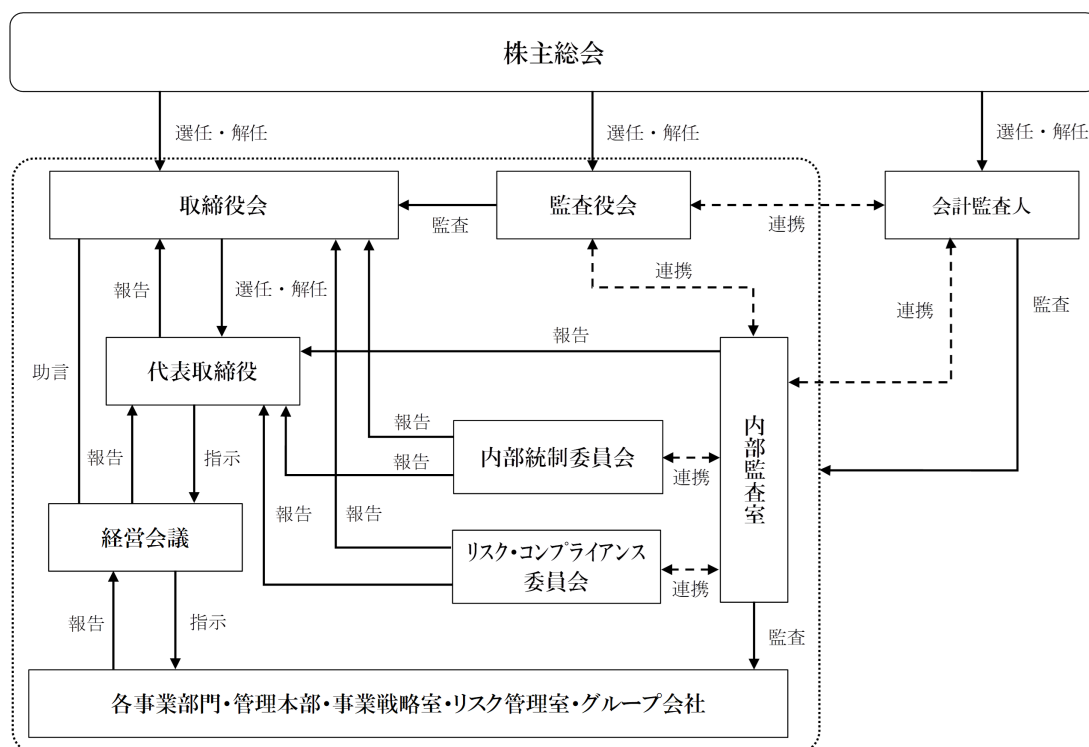 株主総会
選任・解任
選任・解任
選任・解任
取締役会
監査
監査役会
連携
会計監査人
報告
選任・解任
連携
連携
監査
助言
代表取締役
報告
内部監査室
報告
指示
報告
報告
内部統制委員会
連携
経営会議
報告
報告
リスク・コンプライアンス
委員会
連携
報告
指示
監査
各事業部門・管理本部・事業戦略室・リスク管理室・グループ会社